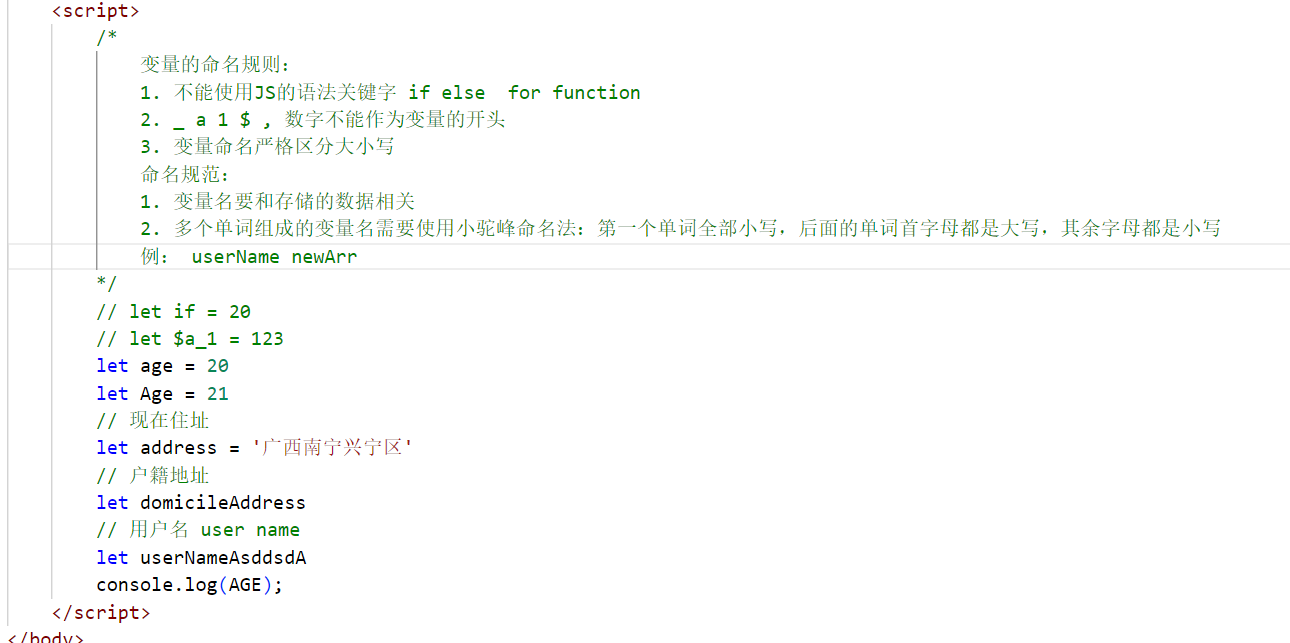 <script>
/*
变量的命名规则：
1. 不能使用JS的语法关键字 if else  for function
2. _ a 1 $ , 数字不能作为变量的开头
3. 变量命名严格区分大小写
命名规范：
1. 变量名要和存储的数据相关
2. 多个单词组成的变量名需要使用小驼峰命名法：第一个单词全部小写，后面的单词首字母都是大写，其余字母都是小写
例： userName newArr
*/
// let if = 20
// let $a_1 = 123
let age = 20
let Age = 21
// 现在住址
let address = '广西南宁兴宁区'
// 户籍地址
let domicileAddress
// 用户名 user name
let userNameAsddsdA
console.log(AGE);
</script>
</body>